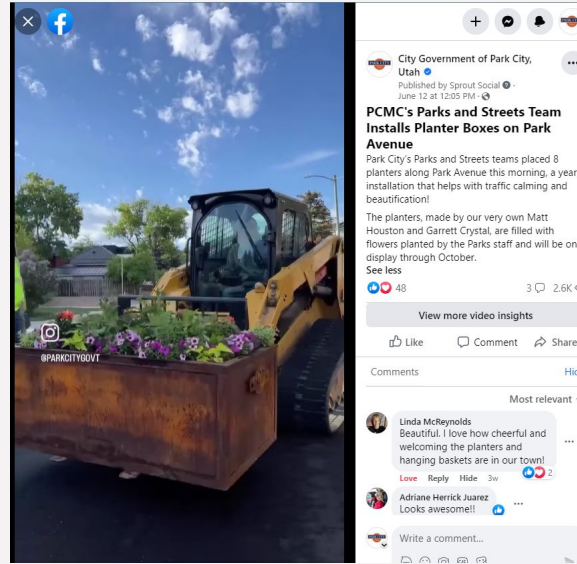 @PARKCITYGOVT
City Government of Park City,
Utah
Published by Sprout Social
June 12 at 12:05 PM ·
PCMC's Parks and Streets Team
Installs Planter Boxes on Park
Avenue
Park City's Parks and Streets teams placed 8
planters along Park Avenue this morning, a year
installation that helps with traffic calming and
beautification!
The planters, made by our very own Matt
Houston and Garrett Crystal, are filled with
flowers planted by the Parks staff and will be on
display through October.
See less
48
3 2.6K
View more video insights
Like Comment Share
Comments Hid
Most relevant
Linda McReynolds
Beautiful. I love how cheerful and
welcoming the planters and
hanging baskets are in our town!
2
Love Reply Hide 3w
Adriane Herrick Juarez
Looks awesome!!
Write a comment...